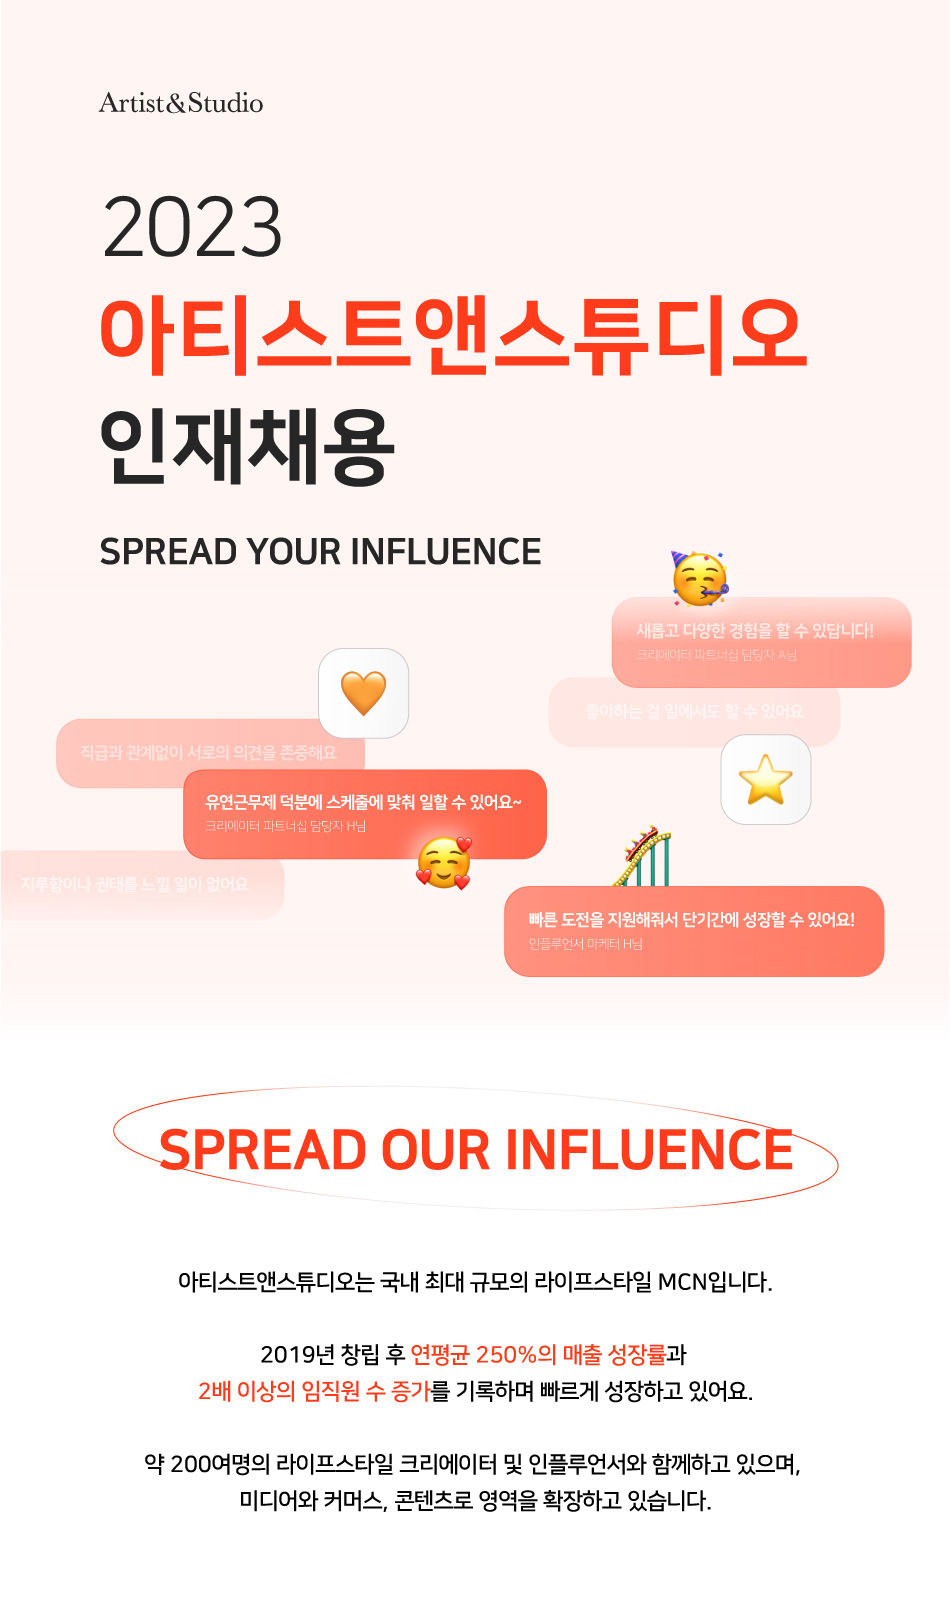 Artist&Studio
2023
아티스트앤스튜디오
인재채용
SPREAD YOUR INFLUENCE
새롭고 다양한 경험을 할 수 있답니다!
크리에이터 파트너십 담당자 A님
좋아하는 걸 일에서도 할 수 있어요
직급과 관계없이 서로의 의견을 존중해요
유연근무제 덕분에 스케줄에 맞춰 일할 수 있어요~
크리에이터 파트너십 담당자 H님
지루함이나 권태를 느낄 일이 없어요
빠른 도전을 지원해줘서 단기간에 성장할 수 있어요!
인플루언서 마케터 H님
SPREAD OUR INFLUENCE
아티스트앤스튜디오는 국내 최대 규모의 라이프스타일 MCN입니다.
2019년 창립 후 연평균 250%의 매출 성장률과
2배 이상의 임직원 수 증가를 기록하며 빠르게 성장하고 있어요.
약 200여명의 라이프스타일 크리에이터 및 인플루언서와 함께하고 있으며,
미디어와 커머스, 콘텐츠로 영역을 확장하고 있습니다.